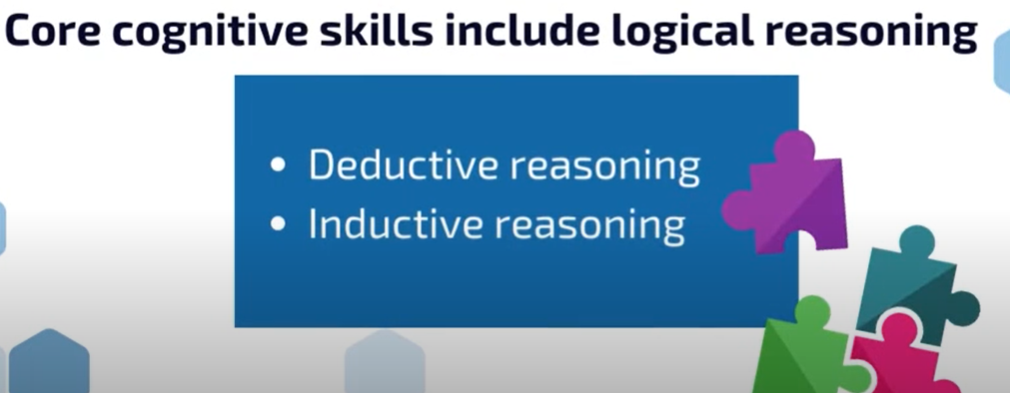 Core cognitive skills include logical reasoning
• Deductive reasoning
• Inductive reasoning